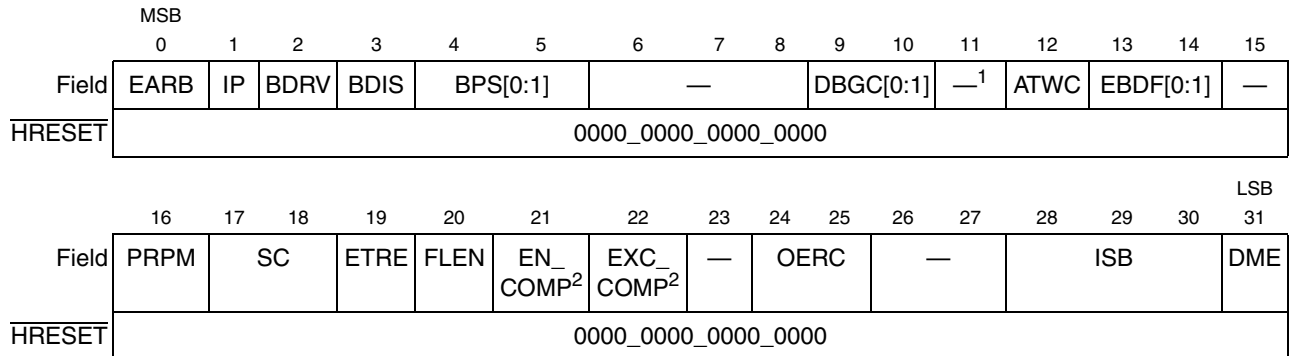 MSB
0 1 2 3 4 5 6 7 8 9 10 11 12 13 14 15
Field EARB IP BDRV BDIS BPS[0:1] — DBGC[0:1] —1 ATWC EBDF[0:1] —
HRESET 0000_0000_0000_0000
LSB
16 17 18 19 20 21 22 23 24 25 26 27 28 29 30 31
Field PRPM SC ETRE FLEN EN_ EXC_ — OERC — ISB DME
COMP2 COMP2
HRESET 0000_0000_0000_0000